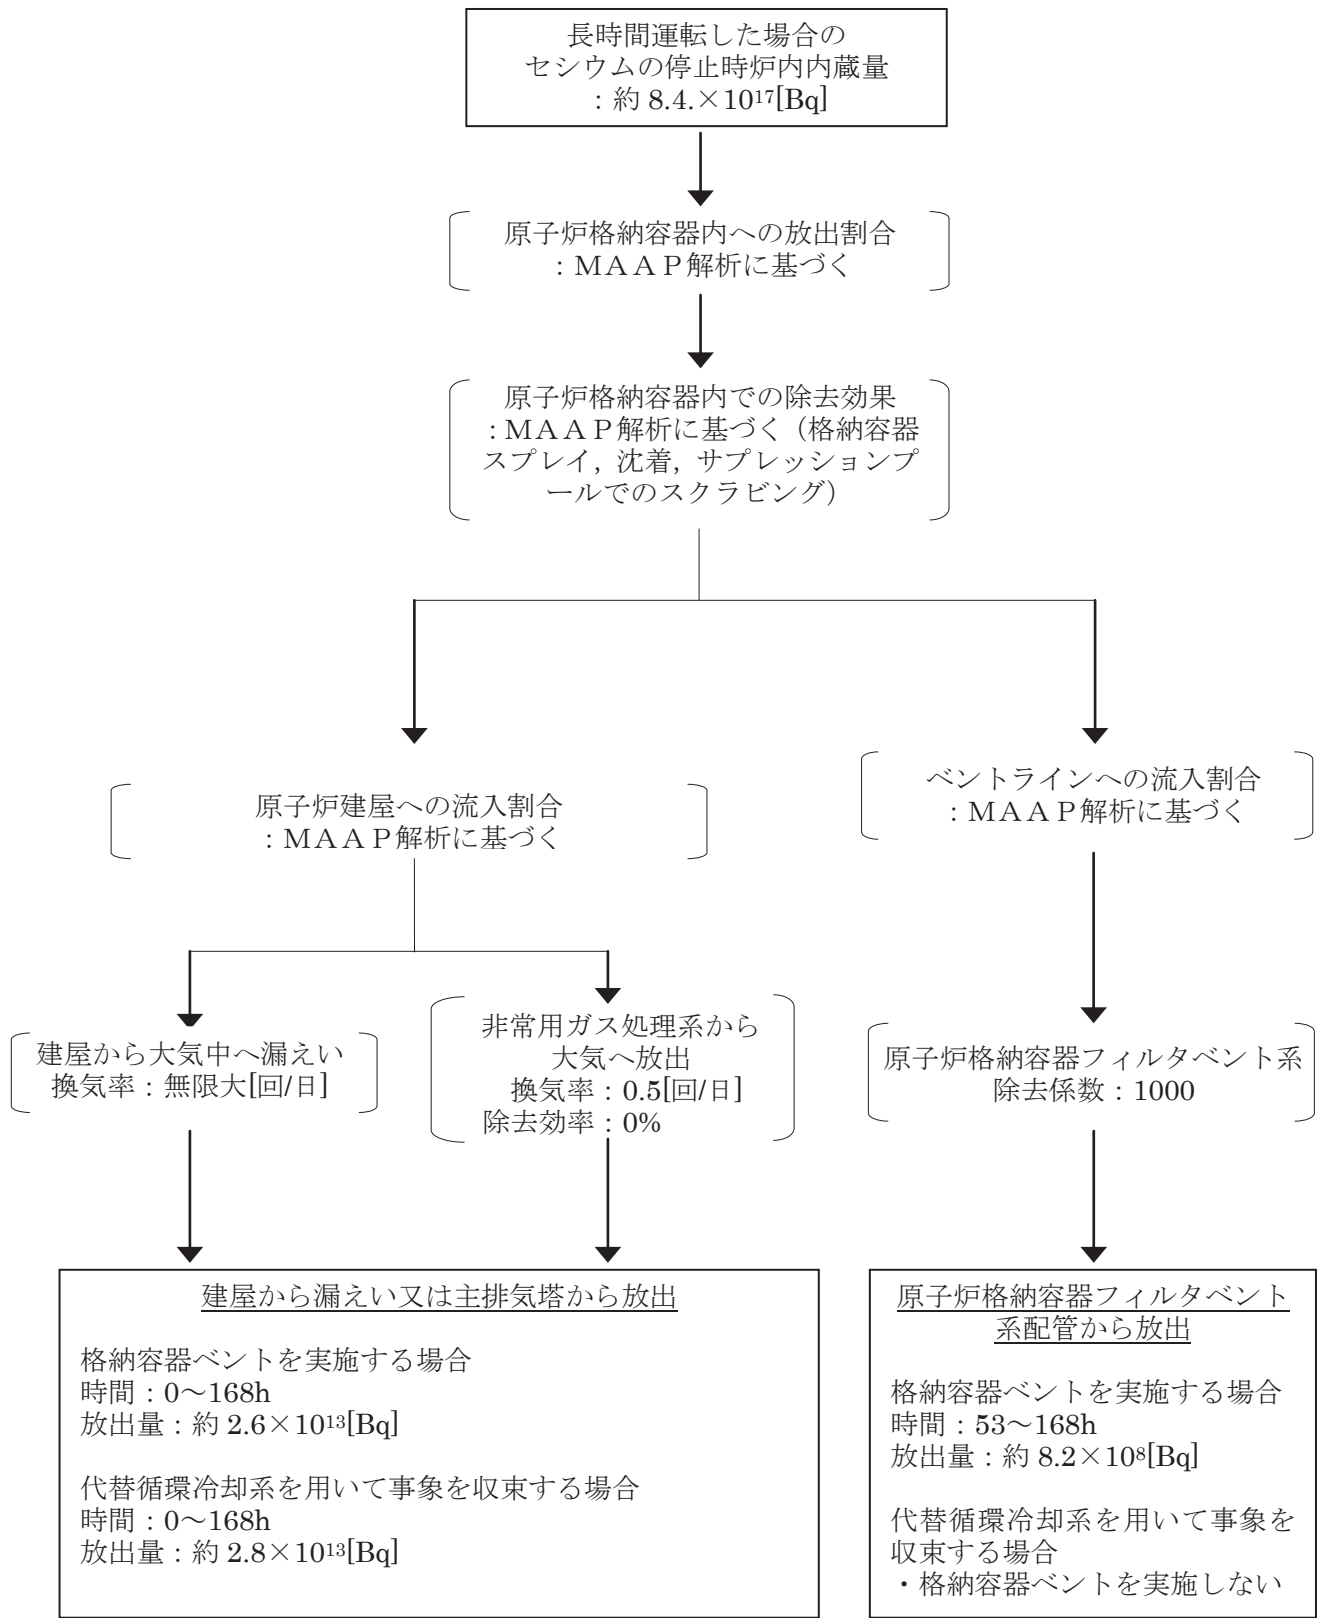 長時間運転した場合の
セシウムの停止時炉内内蔵量
：約 8.4.×10¹⁷[Bq]
原子炉格納容器内への放出割合
：ＭＡＡＰ解析に基づく
原子炉格納容器内での除去効果
：ＭＡＡＰ解析に基づく（格納容器
スプレイ，沈着，サプレッションプ
ールでのスクラビング）
原子炉建屋への流入割合
：ＭＡＡＰ解析に基づく
ベントラインへの流入割合
：ＭＡＡＰ解析に基づく
建屋から大気中へ漏えい
換気率：無限大[回/日]
非常用ガス処理系から
大気へ放出
換気率：0.5[回/日]
除去効率：0%
原子炉格納容器フィルタベント系
除去係数：1000
建屋から漏えい又は主排気塔から放出
格納容器ベントを実施する場合
時間：0～168h
放出量：約 2.6×10¹³[Bq]
代替循環冷却系を用いて事象を収束する場合
時間：0～168h
放出量：約 2.8×10¹³[Bq]
原子炉格納容器フィルタベント
系配管から放出
格納容器ベントを実施する場合
時間：53～168h
放出量：約 8.2×10⁸[Bq]
代替循環冷却系を用いて事象を
収束する場合
・格納容器ベントを実施しない